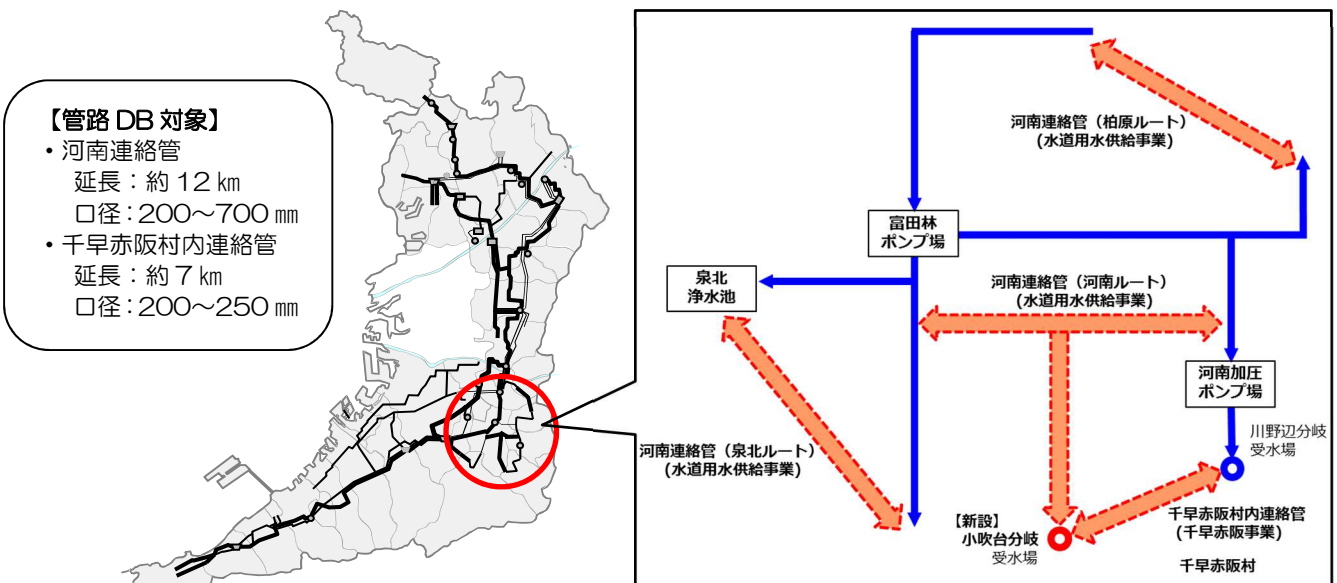 【管路 DB 対象】
・河南連絡管
延長：約 12 ㎞
口径：200～700 ㎜
・千早赤阪村内連絡管
延長：約 7 ㎞
口径：200～250 ㎜
河南連絡管（柏原ルート）
(水道用水供給事業)
富田林
ポンプ場
泉北
浄水池
河南連絡管（河南ルート）
(水道用水供給事業)
河南加圧
ポンプ場
川野辺分岐
受水場
河南連絡管（泉北ルート）
(水道用水供給事業)
【新設】
小吹台分岐
受水場
千早赤阪村内連絡管
(千早赤阪事業)
千早赤阪村